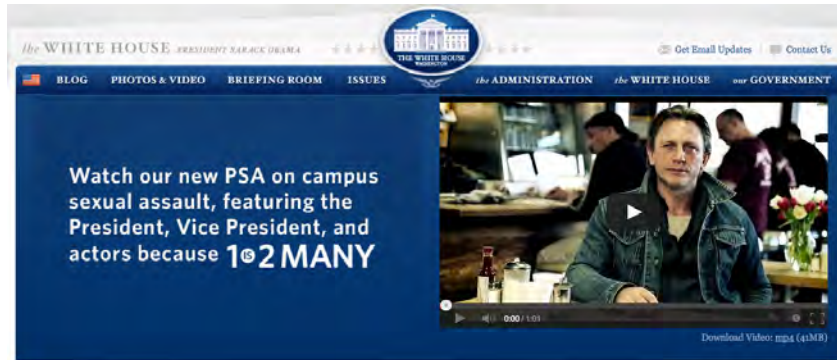 the WHITE HOUSE PRESIDENT BARACK OBAMA
THE WHITE HOUSE
WASHINGTON
Get Email Updates
Contact Us
BLOG PHOTOS & VIDEO BRIEFING ROOM ISSUES the ADMINISTRATION the WHITE HOUSE our GOVERNMENT
Watch our new PSA on campus
sexual assault, featuring the
President, Vice President, and
actors because 1 IS 2 MANY
0:00 / 1:01
Download Video: mp4 (41MB)